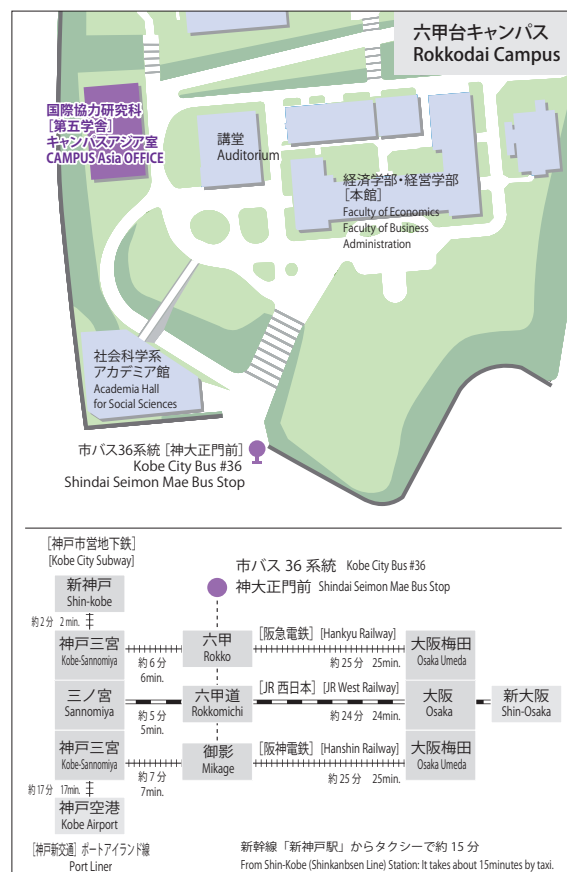 六甲台キャンパス
Rokkodai Campus
国際協力研究科
［第五学舎］
キャンパスアジア室
CAMPUS Asia OFFICE
講堂
Auditorium
経済学部・経営学部
［本館］
Faculty of Economics
Faculty of Business
Administration
社会科学系
アカデミア館
Academia Hall
for Social Sciences
市バス36系統 ［神大正門前］
Kobe City Bus #36
Shindai Seimon Mae Bus Stop
［神戸市営地下鉄］
[Kobe City Subway]
市バス 36 系統 Kobe City Bus #36
神大正門前 Shindai Seimon Mae Bus Stop
新神戸
Shin-kobe
約2分 2 min.
神戸三宮
Kobe-Sannomiya
約 6 分
6min.
六甲
Rokko
［阪急電鉄］ [Hankyu Railway]
約 25 分 25min.
大阪梅田
Osaka Umeda
三ノ宮
Sannomiya
約 5 分
5min.
六甲道
Rokkomichi
［JR 西日本］ [JR West Railway]
約 24 分 24min.
大阪
Osaka
新大阪
Shin-Osaka
神戸三宮
Kobe-Sannomiya
約 7 分
7min.
御影
Mikage
［阪神電鉄］ [Hanshin Railway]
約 25 分 25min.
大阪梅田
Osaka Umeda
約17分 17min.
神戸空港
Kobe Airport
［神戸新交通］ ポートアイランド線
Port Liner
新幹線「新神戸駅」からタクシーで約 15 分
From Shin-Kobe (Shinkanbsen Line) Station: It takes about 15minutes by taxi.